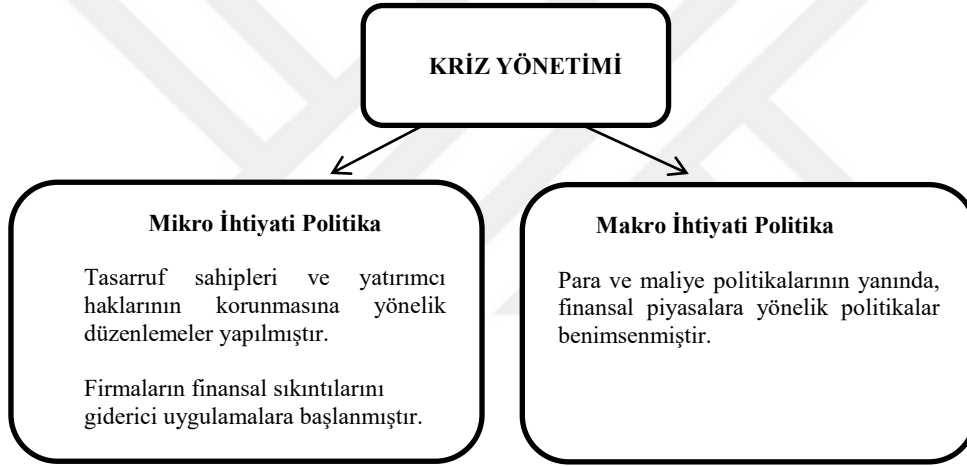 KRİZ YÖNETİMİ
Mikro İhtiyati Politika
Tasarruf sahipleri ve yatırımcı
haklarının korunmasına yönelik
düzenlemeler yapılmıştır.
Firmaların finansal sıkıntılarını
giderici uygulamalara başlanmıştır.
Makro İhtiyati Politika
Para ve maliye politikalarının yanında,
finansal piyasalara yönelik politikalar
benimsenmiştir.